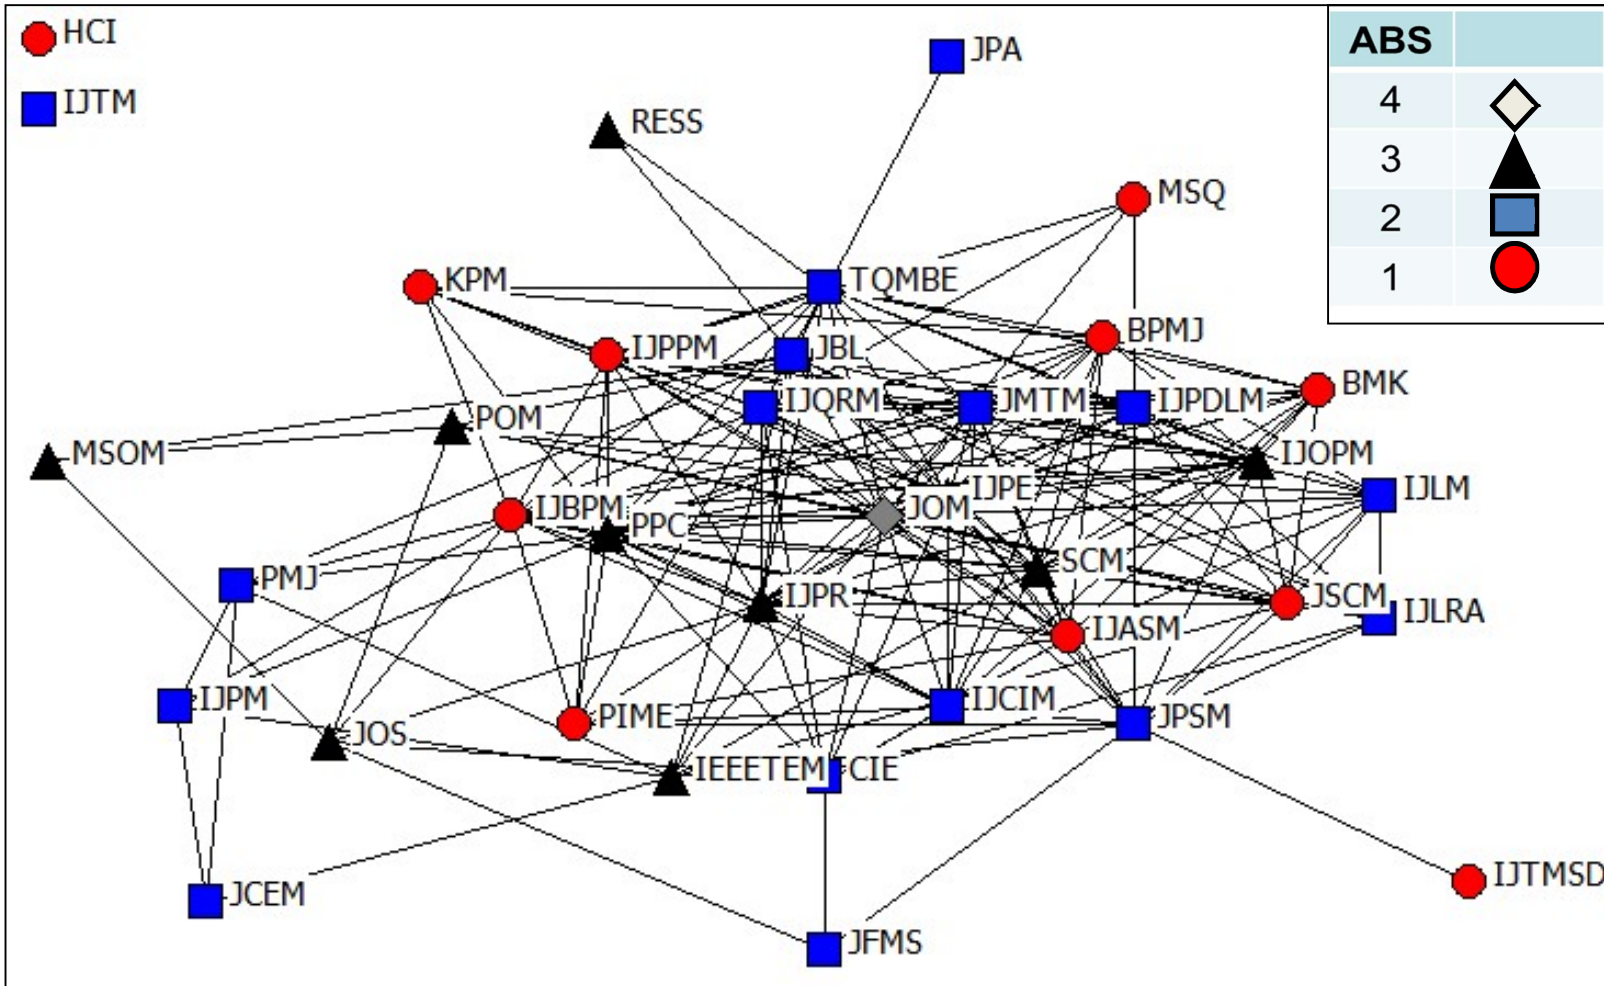 HCI
JPA
ABS
IJTM
4
RESS
3
MSQ
2
KPM
TQMBE
1
IJPPM
JBL
BPMJ
BMK
POM
IJQRM
JMTM
IJPDLM
MSOM
IJOPM
IJBPM
PPC
JOM
IJPE
IJLM
PMJ
IJPR
SCM
JSCM
IJLRA
IJASM
IJPM
JOS
PIME
IJCIM
JPSM
IEEETEM
CIE
JCEM
IJTMSD
JFMS